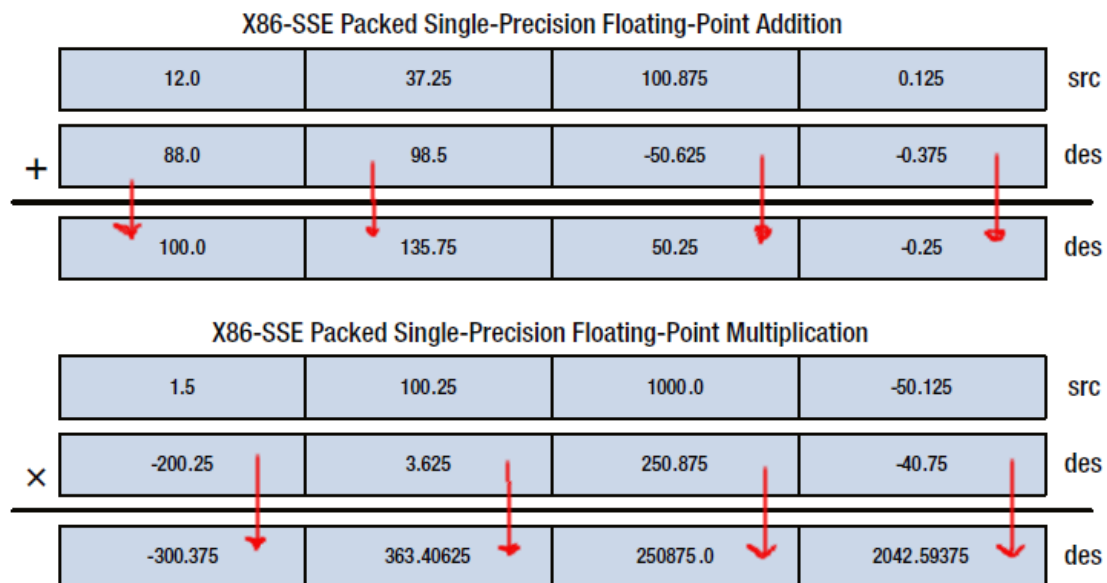 X86-SSE Packed Single-Precision Floating-Point Addition
12.0 37.25 100.875 0.125 src
+ 88.0 98.5 -50.625 -0.375 des
100.0 135.75 50.25 -0.25 des
X86-SSE Packed Single-Precision Floating-Point Multiplication
1.5 100.25 1000.0 -50.125 src
× -200.25 3.625 250.875 -40.75 des
-300.375 363.40625 250875.0 2042.59375 des